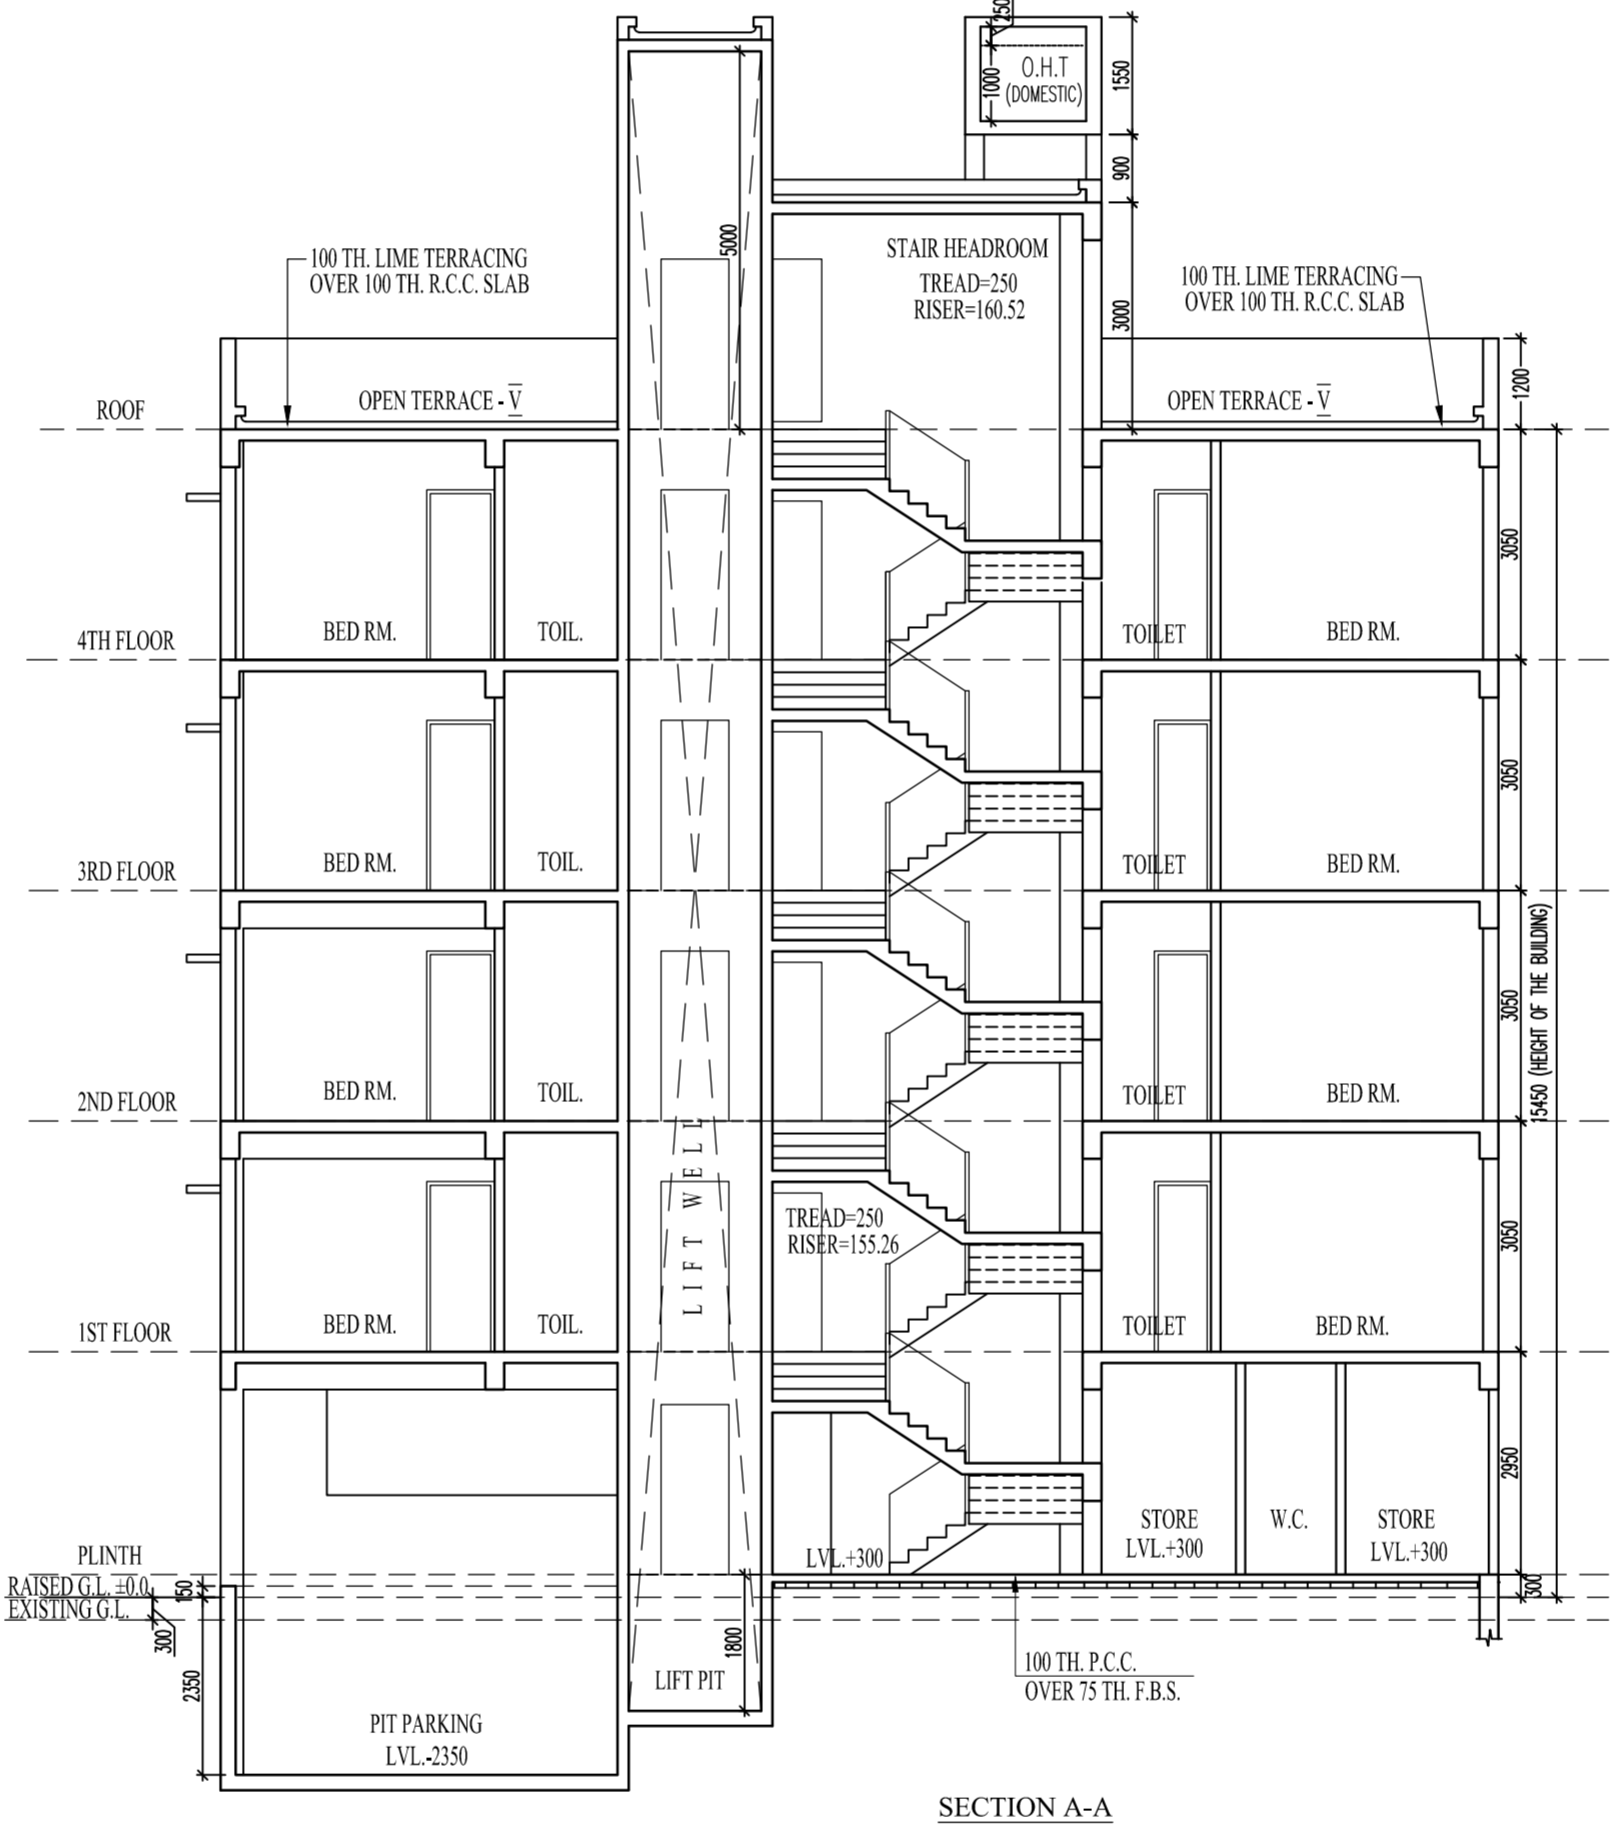 250
O.H.T
(DOMESTIC)
1000
1550
900
5000
STAIR HEADROOM
TREAD=250
RISER=160.52
100 TH. LIME TERRACING
OVER 100 TH. R.C.C. SLAB
100 TH. LIME TERRACING
OVER 100 TH. R.C.C. SLAB
3000
1200
ROOF
OPEN TERRACE - V̅
OPEN TERRACE - V̅
3050
4TH FLOOR
BED RM.
TOIL.
TOILET
BED RM.
3050
3RD FLOOR
BED RM.
TOIL.
TOILET
BED RM.
3050
15450 (HEIGHT OF THE BUILDING)
2ND FLOOR
BED RM.
TOIL.
TOILET
BED RM.
LIFT WELL
TREAD=250
RISER=155.26
3050
1ST FLOOR
BED RM.
TOIL.
TOILET
BED RM.
2950
STORE
LVL.+300
W.C.
STORE
LVL.+300
LVL.+300
PLINTH
RAISED G.L. ±0.0
EXISTING G.L.
150
300
300
2350
1800
LIFT PIT
100 TH. P.C.C.
OVER 75 TH. F.B.S.
PIT PARKING
LVL.-2350
SECTION A-A